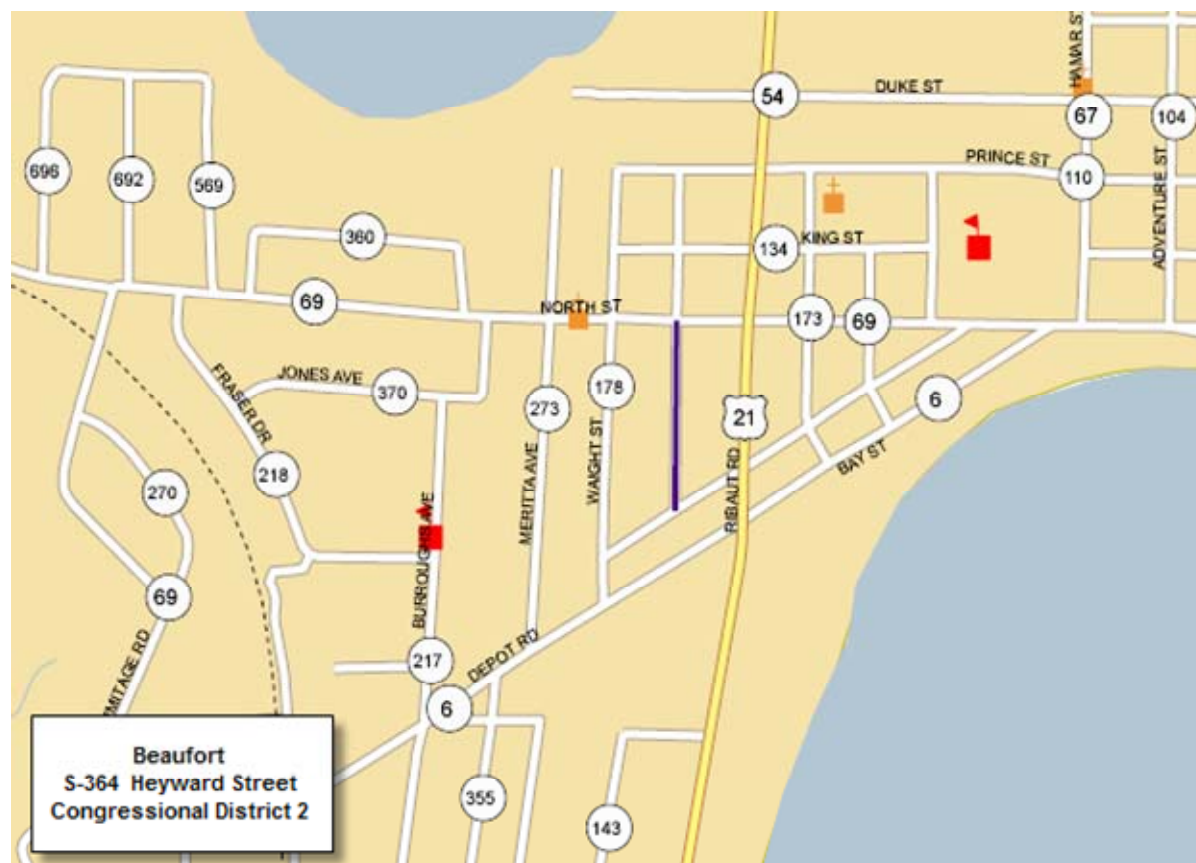 HAMAR ST
54
DUKE ST
67
104
696
692
569
PRINCE ST
110
360
134
KING ST
ADVENTURE ST
69
NORTH ST
173
69
JONES AVE
370
178
273
6
21
FRASER DR
218
BAY ST
270
MERITTA AVE
WAIGHT ST
RIBAUT RD
BURROUGHS AVE
69
DEPOT RD
217
MITAGE RD
6
355
143
Beaufort
S-364 Heyward Street
Congressional District 2